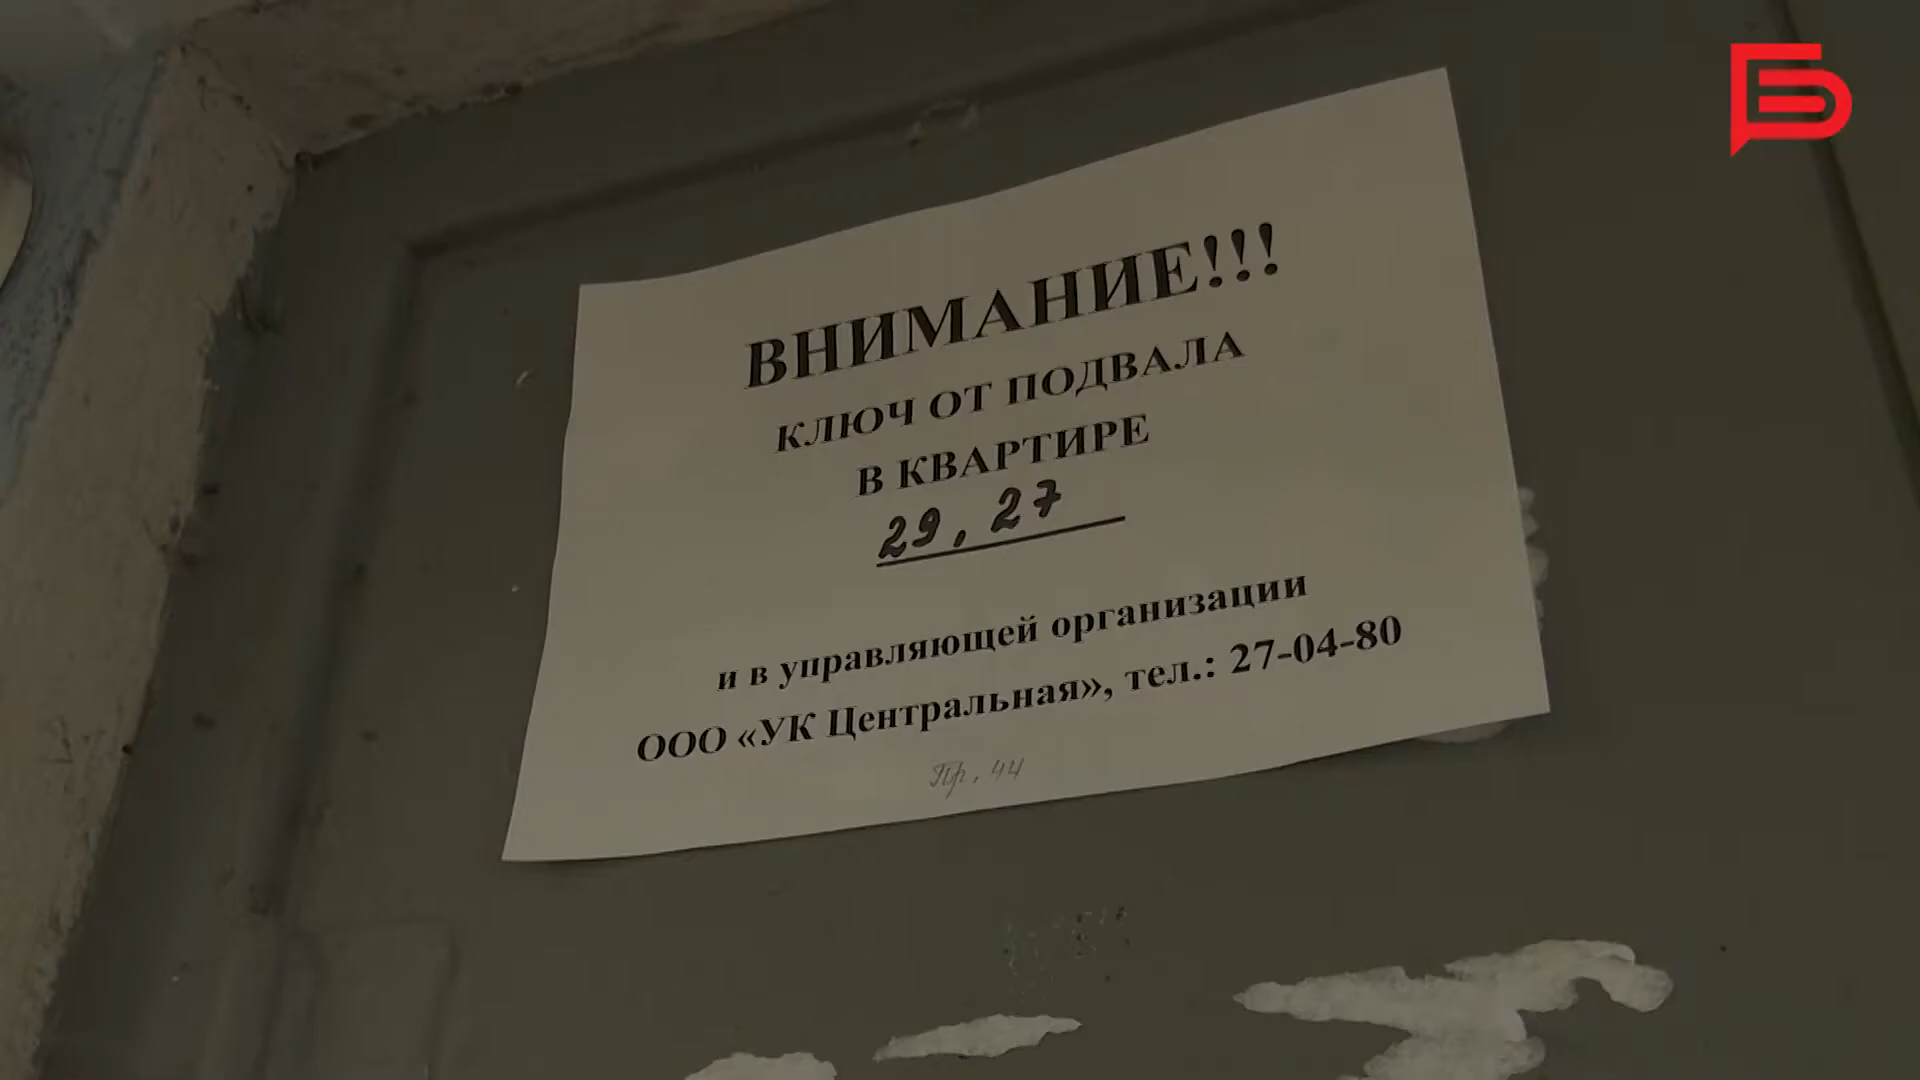 ВНИМАНИЕ!!!
КЛЮЧ ОТ ПОДВАЛА
В КВАРТИРЕ
29, 27
и в управляющей организации
ООО «УК Центральная», тел.: 27-04-80
Пр. 44